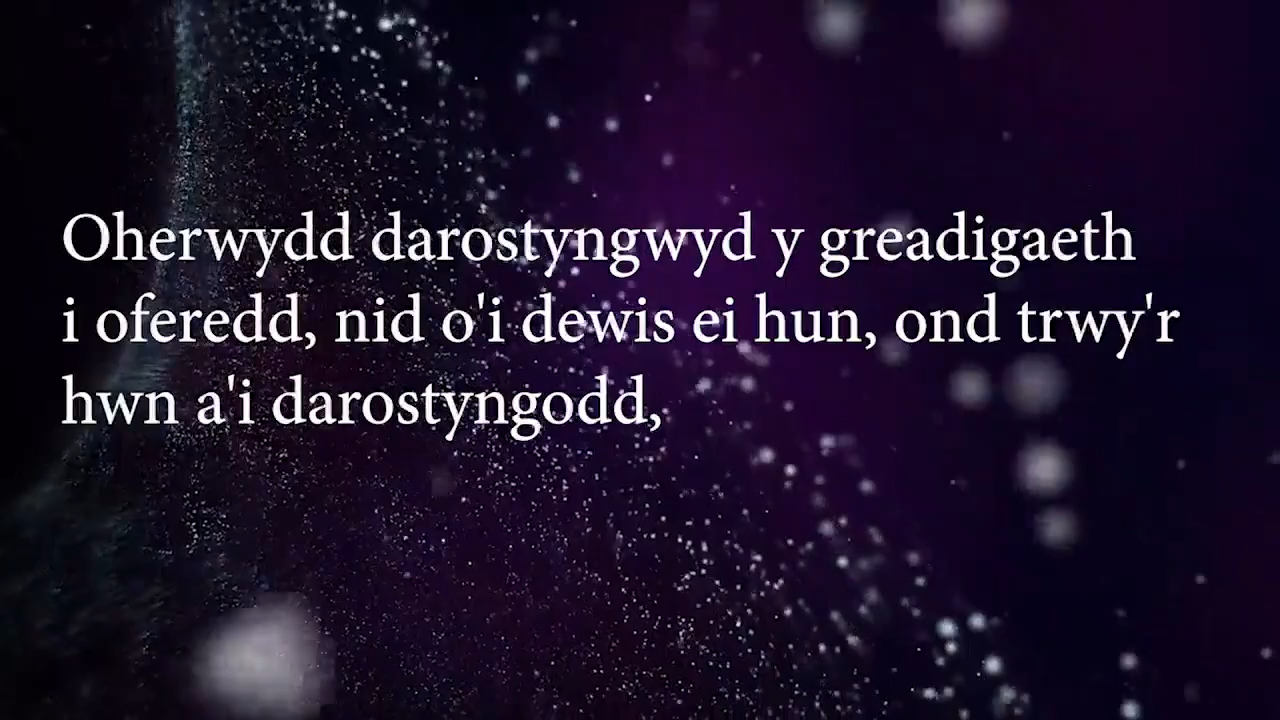 Oherwydd darostyngwyd y greadigaeth
i oferedd, nid o'i dewis ei hun, ond trwy'r
hwn a'i darostyngodd,